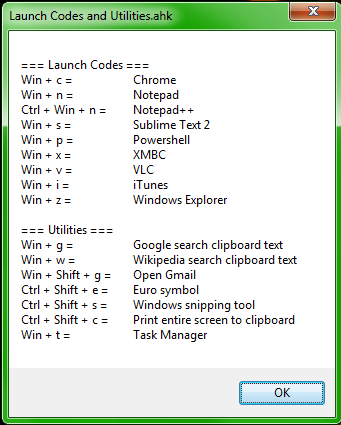 Launch Codes and Utilities.ahk
=== Launch Codes ===
Win + c = Chrome
Win + n = Notepad
Ctrl + Win + n = Notepad++
Win + s = Sublime Text 2
Win + p = Powershell
Win + x = XMBC
Win + v = VLC
Win + i = iTunes
Win + z = Windows Explorer
=== Utilities ===
Win + g = Google search clipboard text
Win + w = Wikipedia search clipboard text
Win + Shift + g = Open Gmail
Ctrl + Shift + e = Euro symbol
Ctrl + Shift + s = Windows snipping tool
Ctrl + Shift + c = Print entire screen to clipboard
Win + t = Task Manager
OK